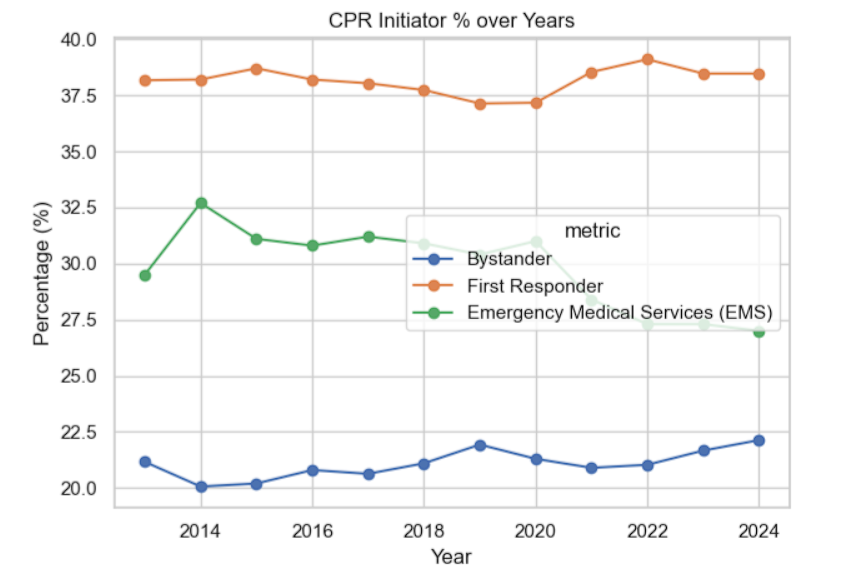 CPR Initiator % over Years
40.0
37.5
35.0
32.5
30.0
27.5
25.0
22.5
20.0
Percentage (%)
metric
Bystander
First Responder
Emergency Medical Services (EMS)
2014 2016 2018 2020 2022 2024
Year